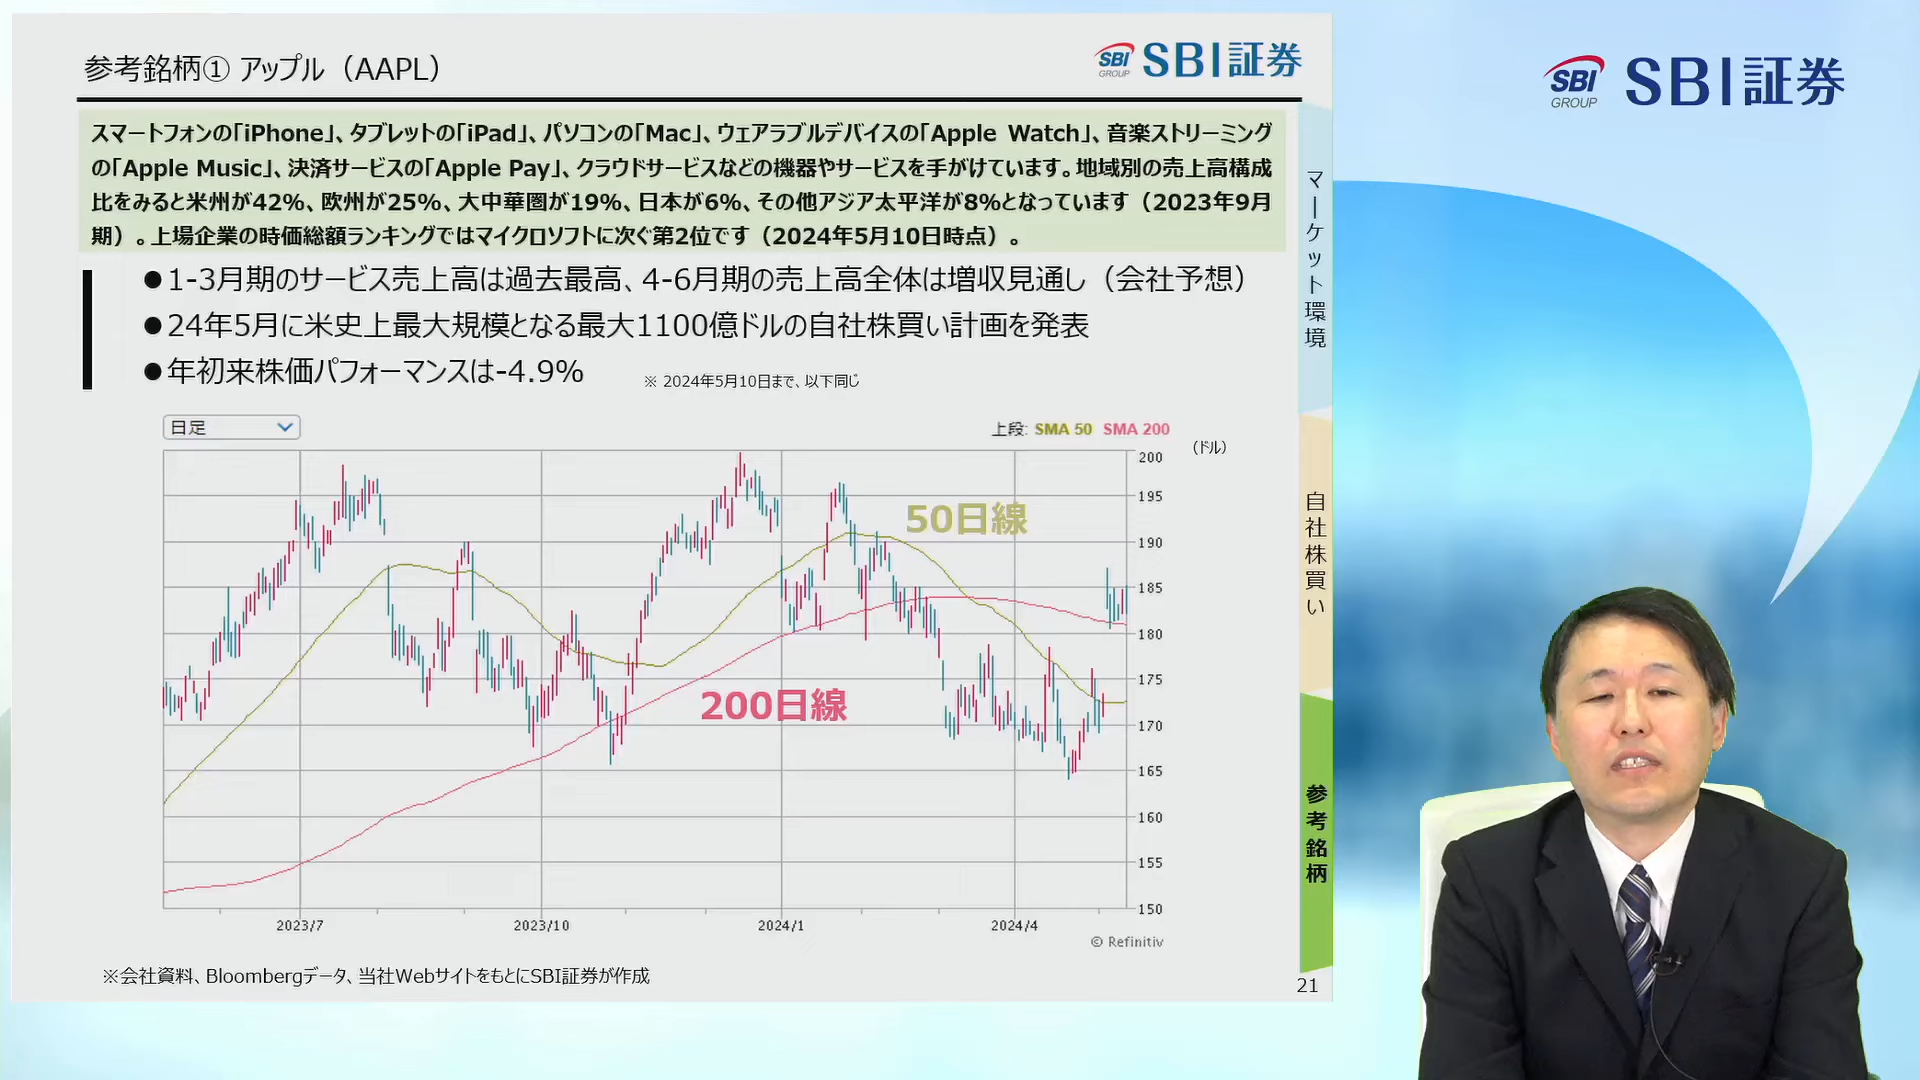 参考銘柄① アップル（AAPL）
SBI GROUP SBI証券
スマートフォンの「iPhone」、タブレットの「iPad」、パソコンの「Mac」、ウェアラブルデバイスの「Apple Watch」、音楽ストリーミング
の「Apple Music」、決済サービスの「Apple Pay」、クラウドサービスなどの機器やサービスを手がけています。地域別の売上高構成
比をみると米州が42%、欧州が25%、大中華圏が19%、日本が6%、その他アジア太平洋が8%となっています（2023年9月
期）。上場企業の時価総額ランキングではマイクロソフトに次ぐ第2位です（2024年5月10日時点）。
●1-3月期のサービス売上高は過去最高、4-6月期の売上高全体は増収見通し（会社予想）
●24年5月に米史上最大規模となる最大1100億ドルの自社株買い計画を発表
●年初来株価パフォーマンスは-4.9%
※ 2024年5月10日まで、以下同じ
日足
上段: SMA 50 SMA 200
（ドル）
200
195
190
185
180
175
170
165
160
155
150
50日線
200日線
2023/7
2023/10
2024/1
2024/4
© Refinitiv
※会社資料、Bloombergデータ、当社WebサイトをもとにSBI証券が作成
21
マーケット環境
自社株買い
参考銘柄
SBI GROUP SBI証券